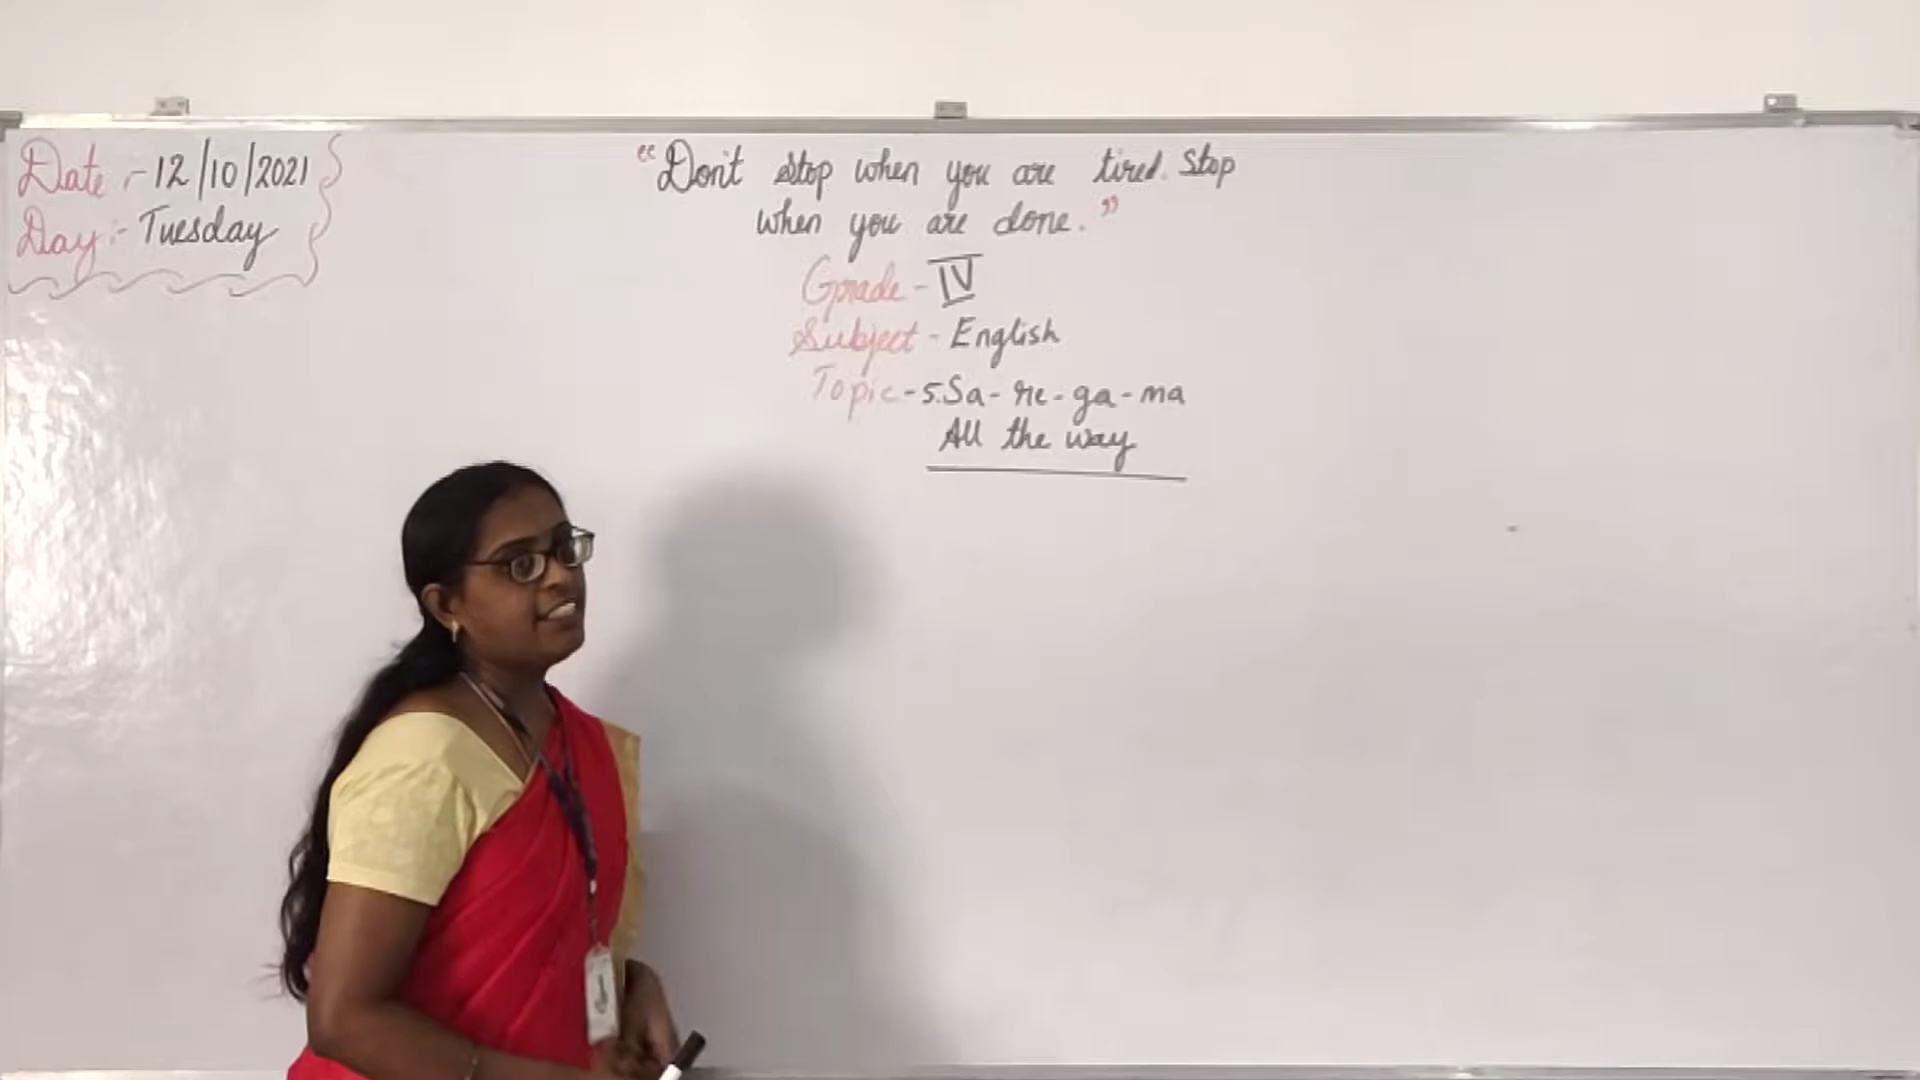 Date :- 12/10/2021
Day :- Tuesday
"Don't stop when you are tired. Stop
when you are done."
Grade - IV
Subject - English
Topic - 5.Sa- re - ga - ma
All the way